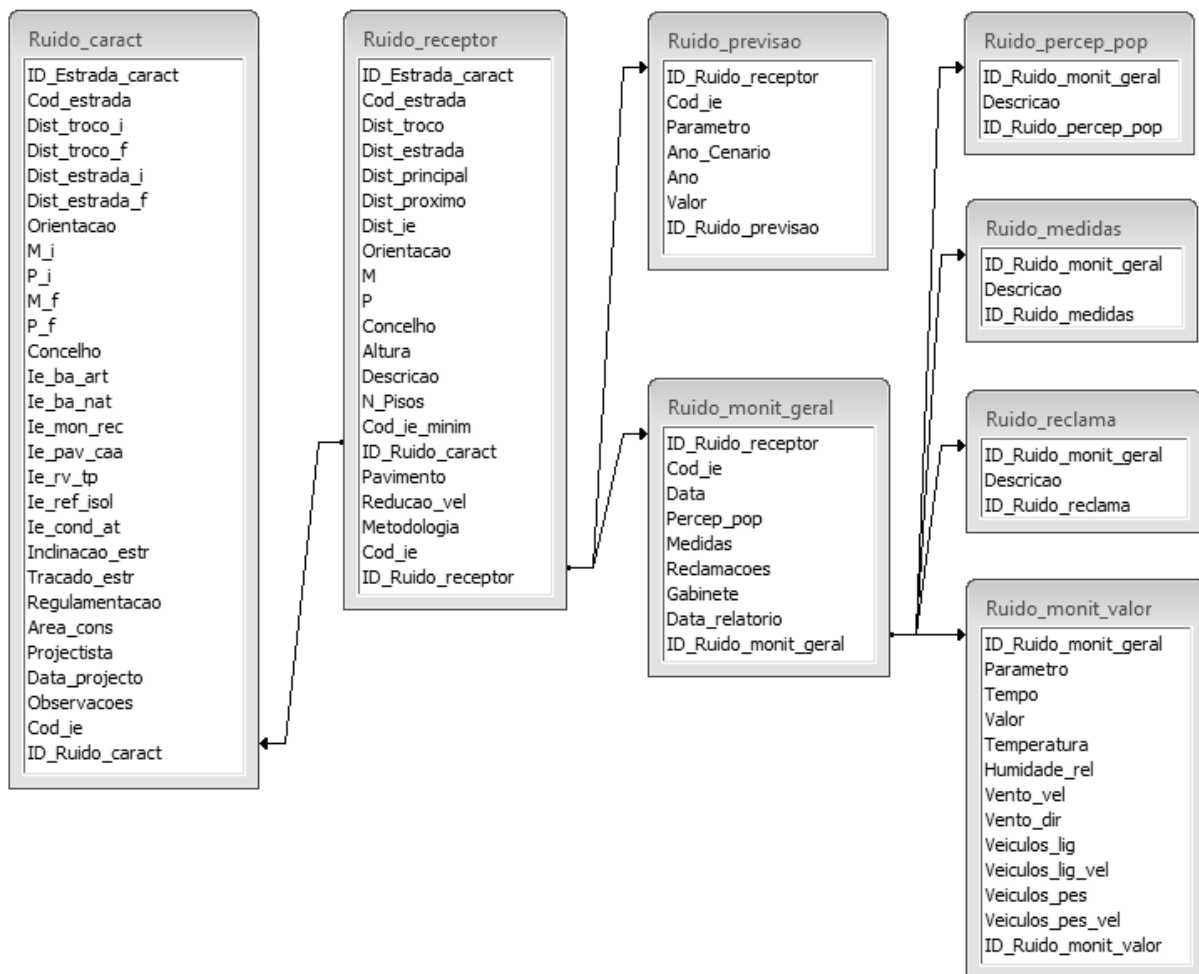 Ruido_caract
ID_Estrada_caract
Cod_estrada
Dist_troco_i
Dist_troco_f
Dist_estrada_i
Dist_estrada_f
Orientacao
M_i
P_i
M_f
P_f
Concelho
Ie_ba_art
Ie_ba_nat
Ie_mon_rec
Ie_pav_caa
Ie_rv_tp
Ie_ref_isol
Ie_cond_at
Inclinacao_estr
Tracado_estr
Regulamentacao
Area_cons
Projectista
Data_projecto
Observacoes
Cod_ie
ID_Ruido_caract
Ruido_receptor
ID_Estrada_caract
Cod_estrada
Dist_troco
Dist_estrada
Dist_principal
Dist_proximo
Dist_ie
Orientacao
M
P
Concelho
Altura
Descricao
N_Pisos
Cod_ie_minim
ID_Ruido_caract
Pavimento
Reducao_vel
Metodologia
Cod_ie
ID_Ruido_receptor
Ruido_previsao
ID_Ruido_receptor
Cod_ie
Parametro
Ano_Cenario
Ano
Valor
ID_Ruido_previsao
Ruido_monit_geral
ID_Ruido_receptor
Cod_ie
Data
Percep_pop
Medidas
Reclamacoes
Gabinete
Data_relatorio
ID_Ruido_monit_geral
Ruido_percep_pop
ID_Ruido_monit_geral
Descricao
ID_Ruido_percep_pop
Ruido_medidas
ID_Ruido_monit_geral
Descricao
ID_Ruido_medidas
Ruido_reclama
ID_Ruido_monit_geral
Descricao
ID_Ruido_reclama
Ruido_monit_valor
ID_Ruido_monit_geral
Parametro
Tempo
Valor
Temperatura
Humidade_rel
Vento_vel
Vento_dir
Veiculos_lig
Veiculos_lig_vel
Veiculos_pes
Veiculos_pes_vel
ID_Ruido_monit_valor